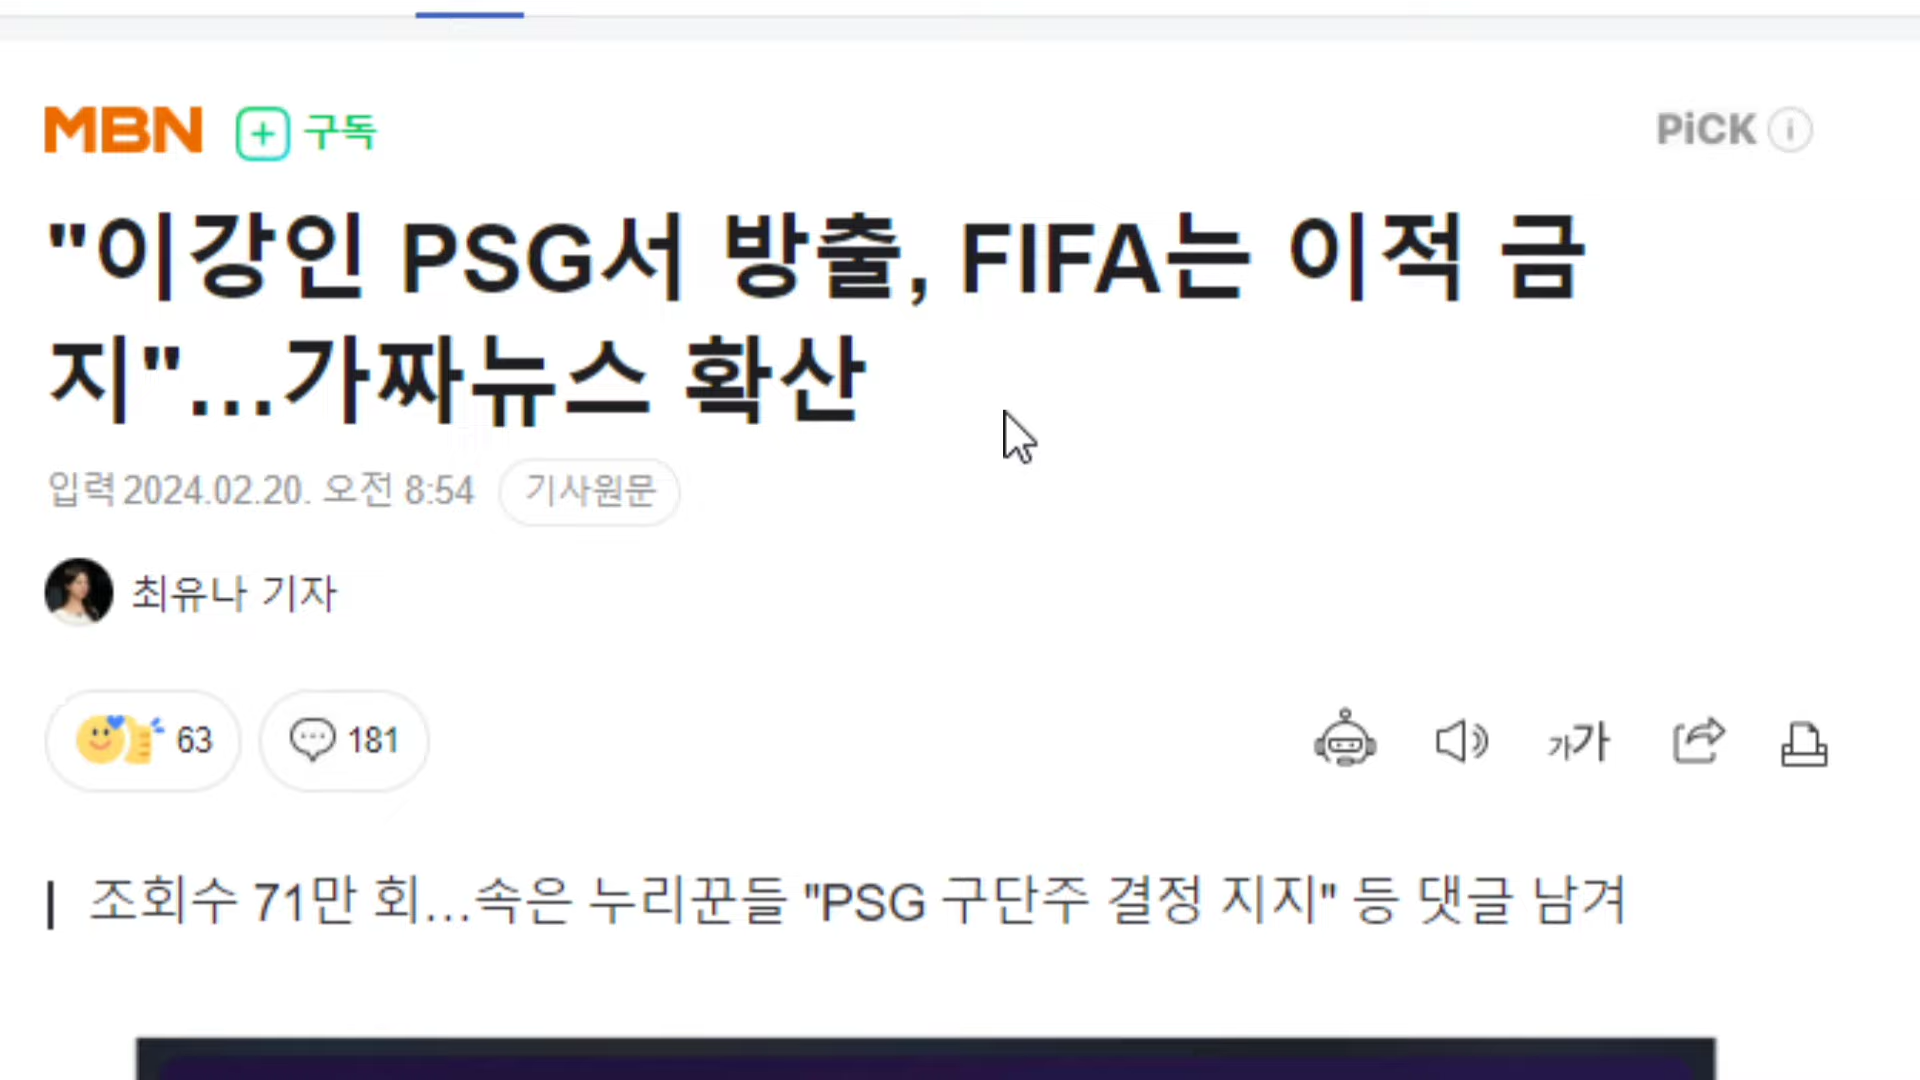 MBN 구독 PiCK
"이강인 PSG서 방출, FIFA는 이적 금
지"...가짜뉴스 확산
입력 2024.02.20. 오전 8:54 기사원문
최유나 기자
63 181 가가
조회수 71만 회...속은 누리꾼들 "PSG 구단주 결정 지지" 등 댓글 남겨